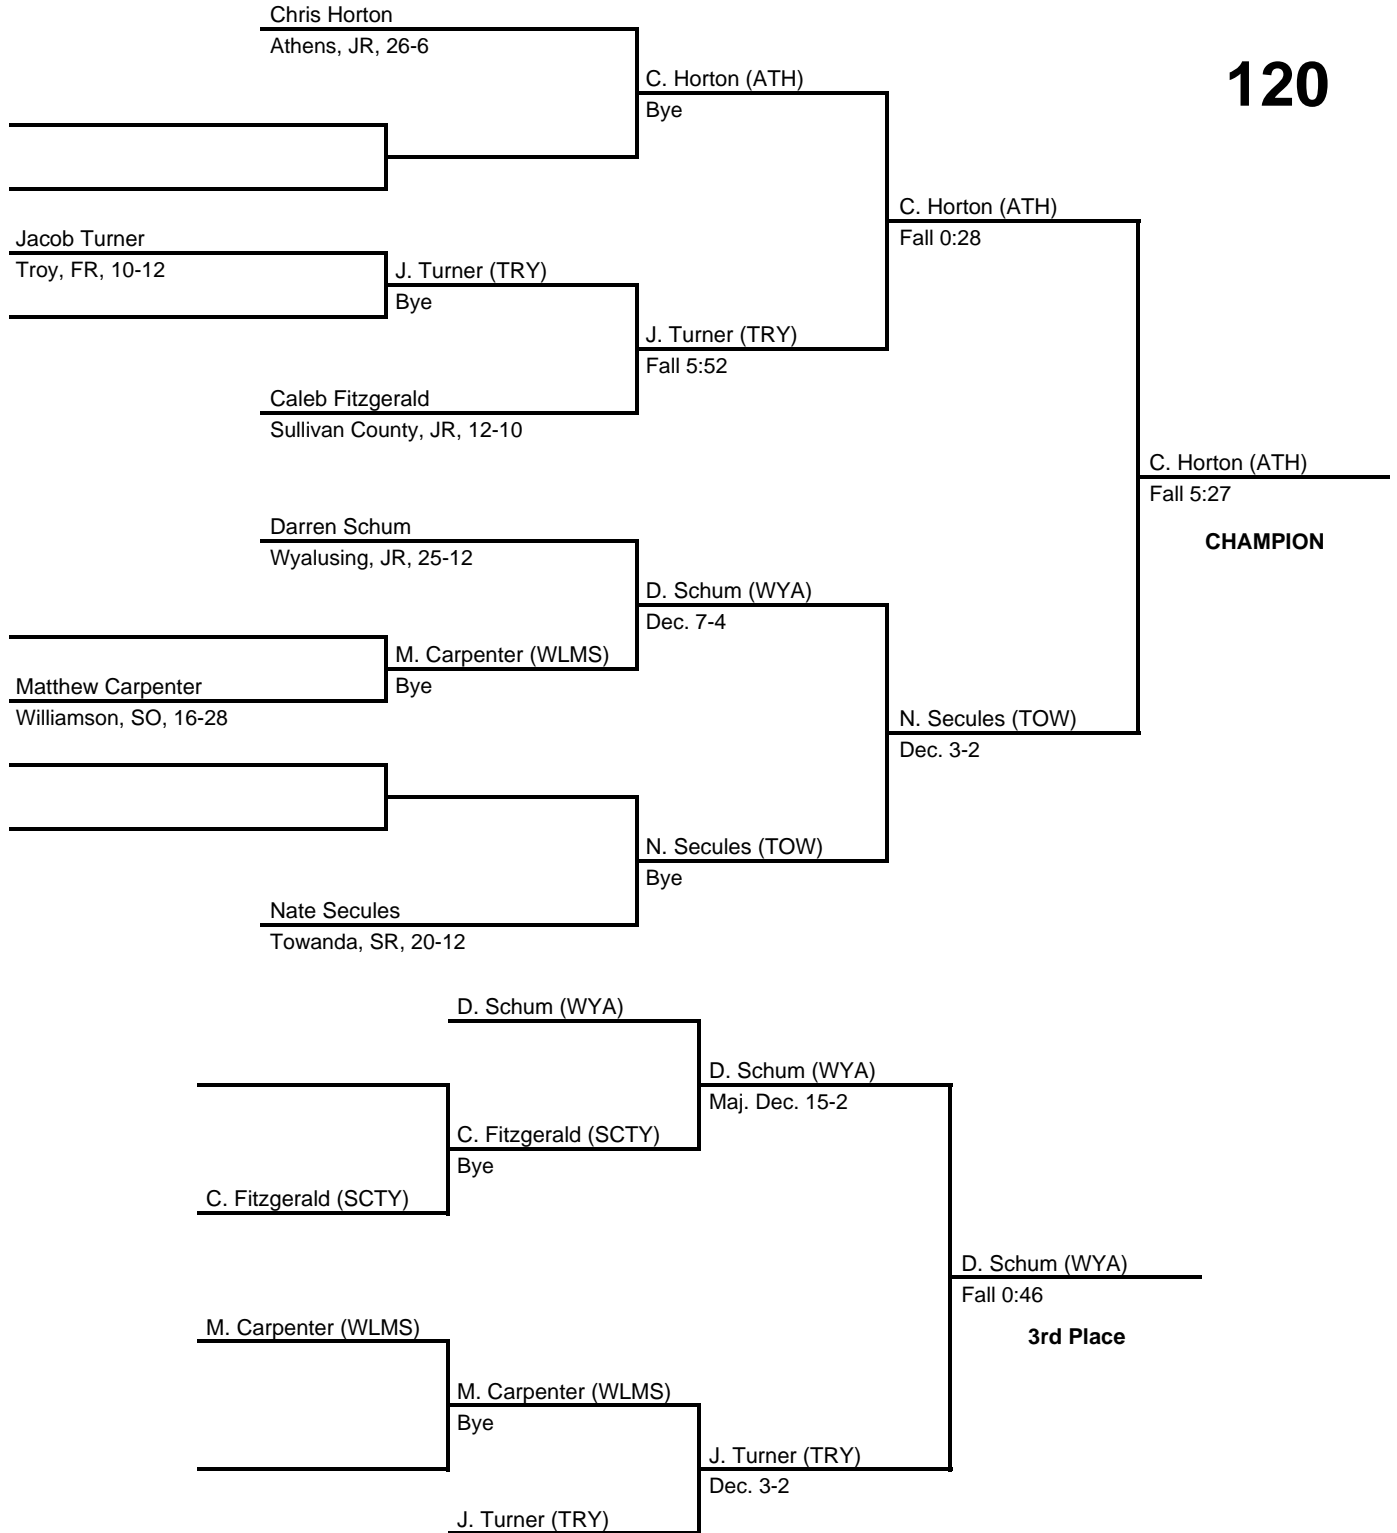 Chris Horton
Athens, JR, 26-6
120
C. Horton (ATH)
Bye
C. Horton (ATH)
Fall 0:28
Jacob Turner
Troy, FR, 10-12
J. Turner (TRY)
Bye
J. Turner (TRY)
Fall 5:52
Caleb Fitzgerald
Sullivan County, JR, 12-10
C. Horton (ATH)
Fall 5:27
CHAMPION
Darren Schum
Wyalusing, JR, 25-12
D. Schum (WYA)
Dec. 7-4
M. Carpenter (WLMS)
Bye
Matthew Carpenter
Williamson, SO, 16-28
N. Secules (TOW)
Dec. 3-2
N. Secules (TOW)
Bye
Nate Secules
Towanda, SR, 20-12
D. Schum (WYA)
D. Schum (WYA)
Maj. Dec. 15-2
C. Fitzgerald (SCTY)
Bye
C. Fitzgerald (SCTY)
D. Schum (WYA)
Fall 0:46
3rd Place
M. Carpenter (WLMS)
M. Carpenter (WLMS)
Bye
J. Turner (TRY)
Dec. 3-2
J. Turner (TRY)